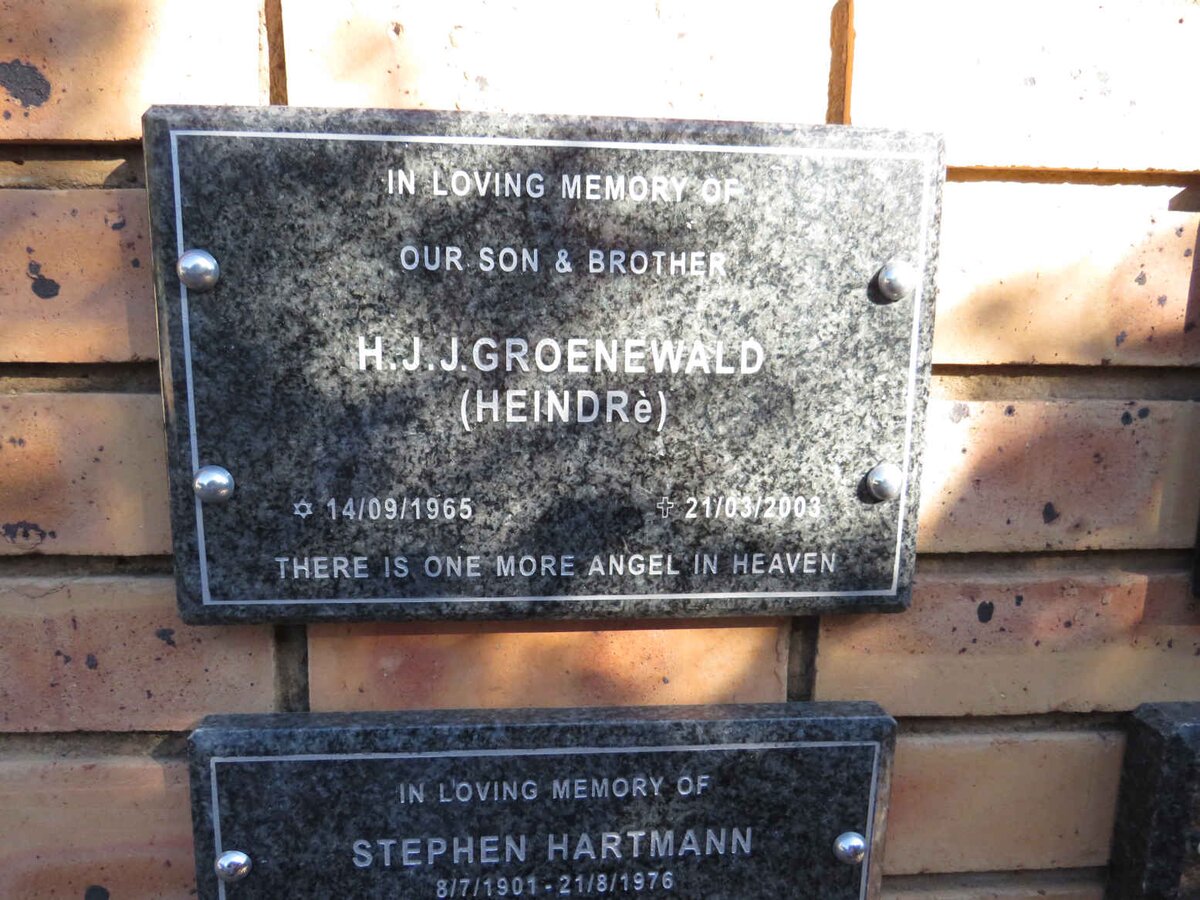 IN LOVING MEMORY OF
OUR SON & BROTHER
H.J.J.GROENEWALD
(HEINDRè)
✡ 14/09/1965 ✝ 21/03/2003
THERE IS ONE MORE ANGEL IN HEAVEN
IN LOVING MEMORY OF
STEPHEN HARTMANN
8/7/1901 - 21/8/1976